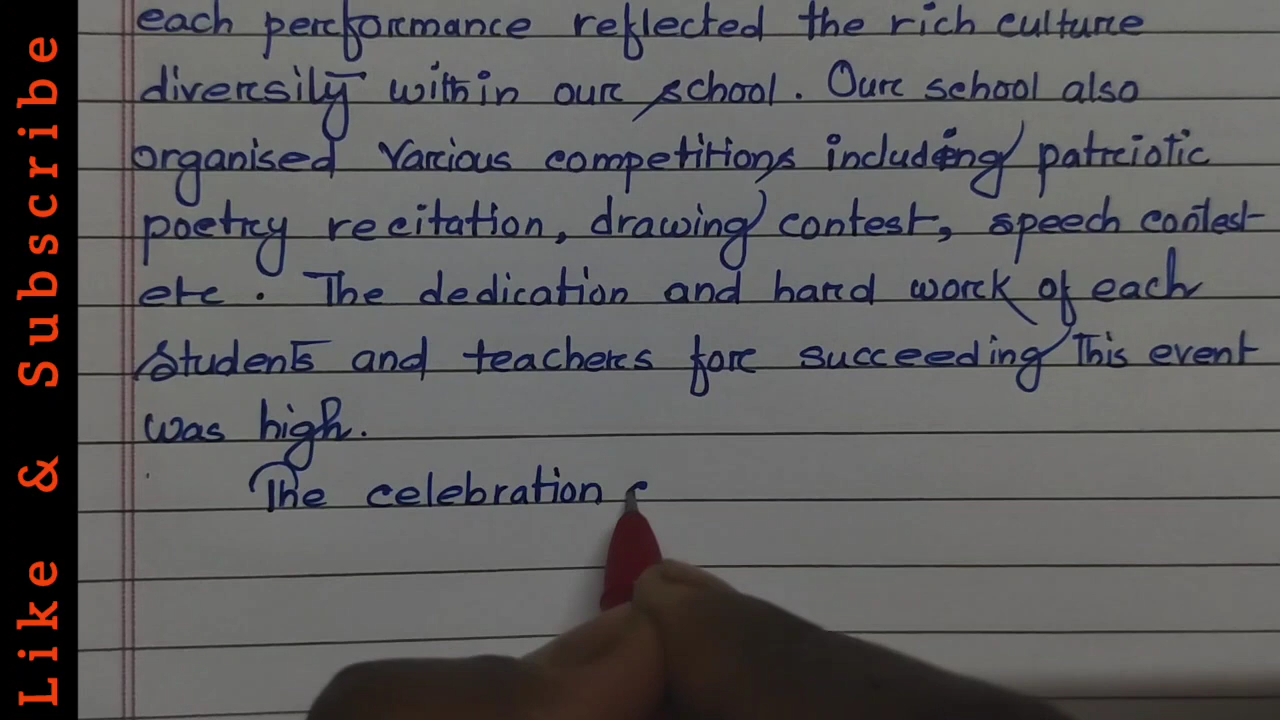 Like & Subscribe
each performance reflected the rich culture
diversity within our school. Our school also
organised various competitions including patriotic
poetry recitation, drawing contest, speech contest
etc. The dedication and hard work of each
students and teachers for succeeding This event
was high.
The celebration